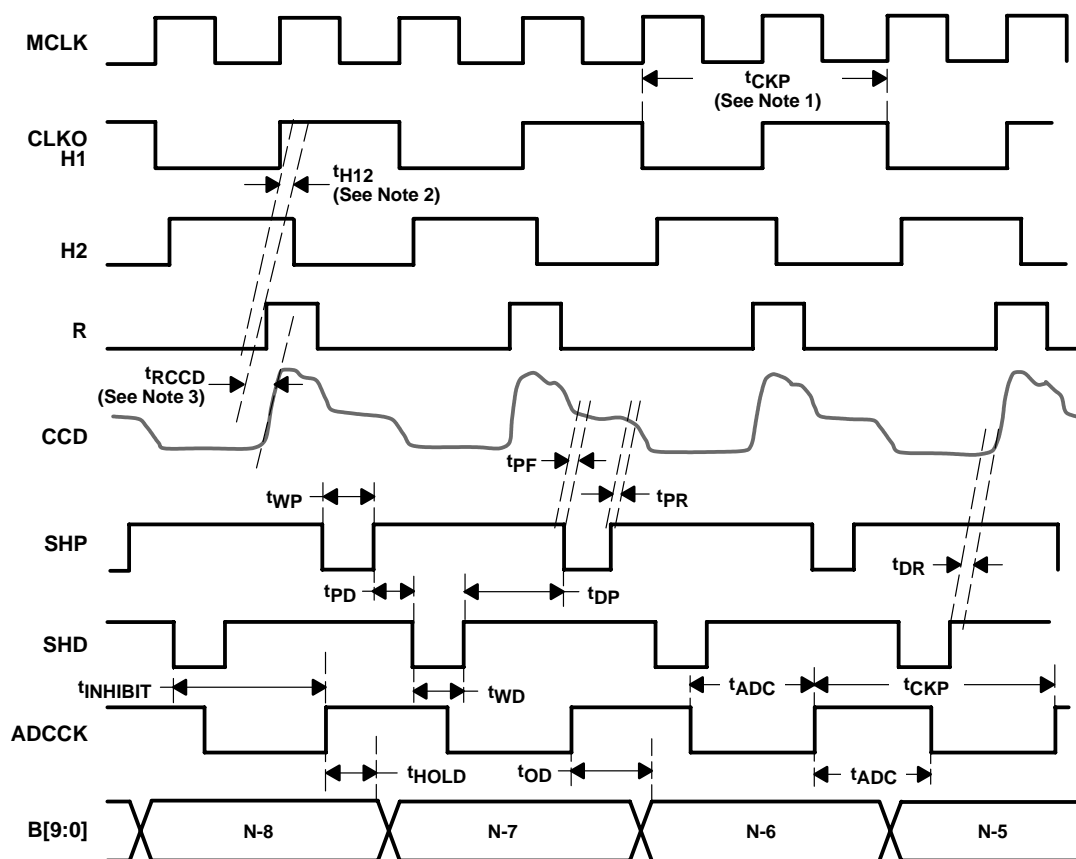 MCLK
tCKP
(See Note 1)
CLKO
H1
tH12
(See Note 2)
H2
R
tRCCD
(See Note 3)
CCD
tPF
tPR
tWP
SHP
tDR
tPD
tDP
SHD
tINHIBIT
tWD
tADC
tCKP
ADCCK
tHOLD
tOD
tADC
B[9:0]
N-8
N-7
N-6
N-5